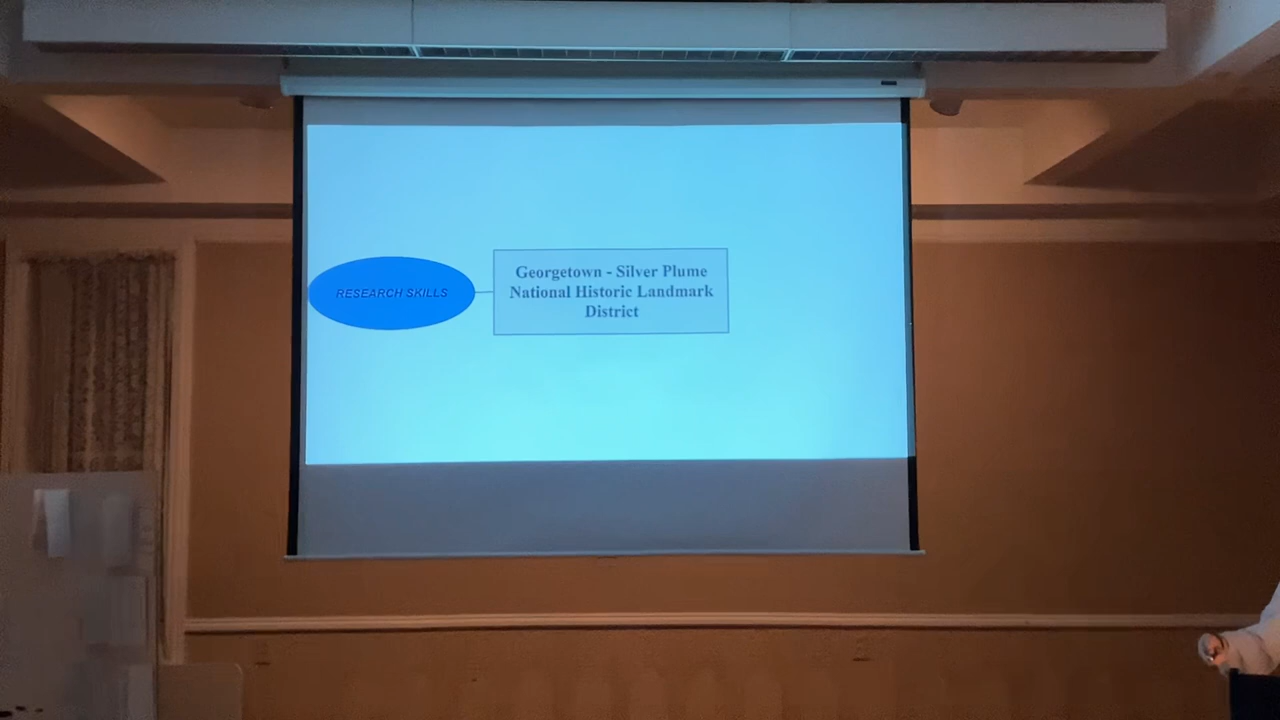 RESEARCH SKILLS
Georgetown - Silver Plume
National Historic Landmark
District